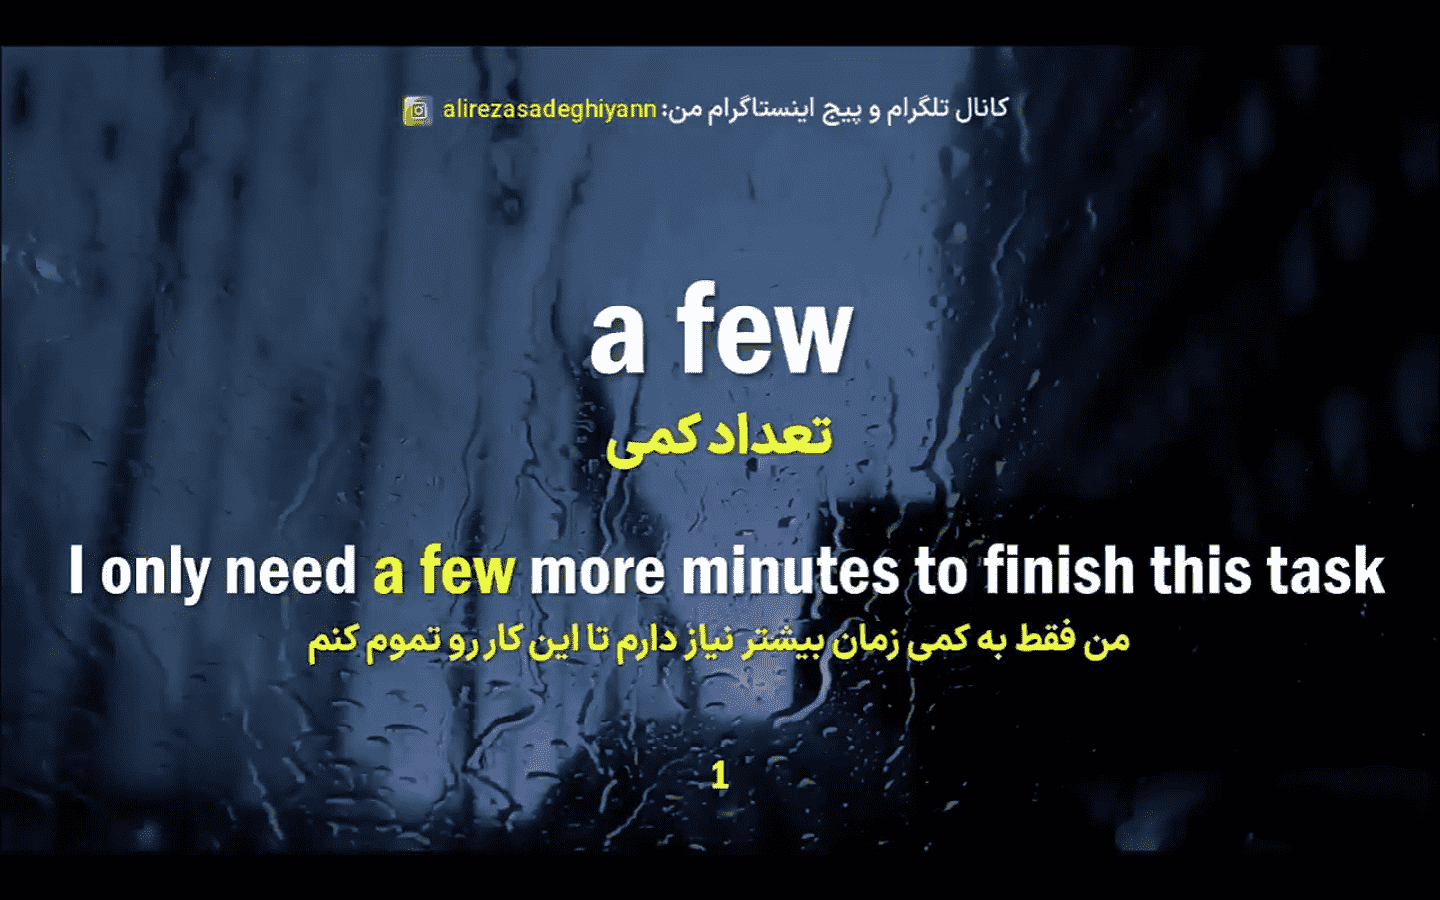 کانال تلگرام و پیج اینستاگرام من: alirezasadeghiyann
a few
تعداد کمی
I only need a few more minutes to finish this task
من فقط به کمی زمان بیشتر نیاز دارم تا این کار رو تموم کنم
1